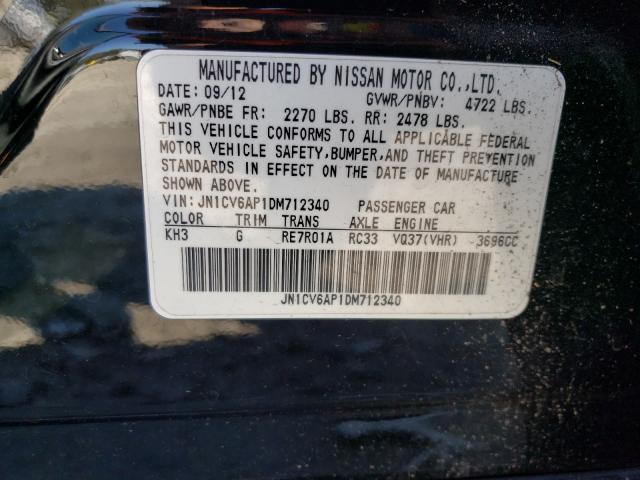 MANUFACTURED BY NISSAN MOTOR CO.,LTD.
DATE: 09/12 GVWR/PNBV: 4722 LBS.
GAWR/PNBE FR: 2270 LBS. RR: 2478 LBS.
THIS VEHICLE CONFORMS TO ALL APPLICABLE FEDERAL
MOTOR VEHICLE SAFETY, BUMPER, AND THEFT PREVENTION
STANDARDS IN EFFECT ON THE DATE OF MANUFACTURE
SHOWN ABOVE.
VIN: JN1CV6AP1DM712340 PASSENGER CAR
COLOR TRIM TRANS AXLE ENGINE
KH3 G RE7R01A RC33 VQ37(VHR) 3696CC
JN1CV6AP1DM712340